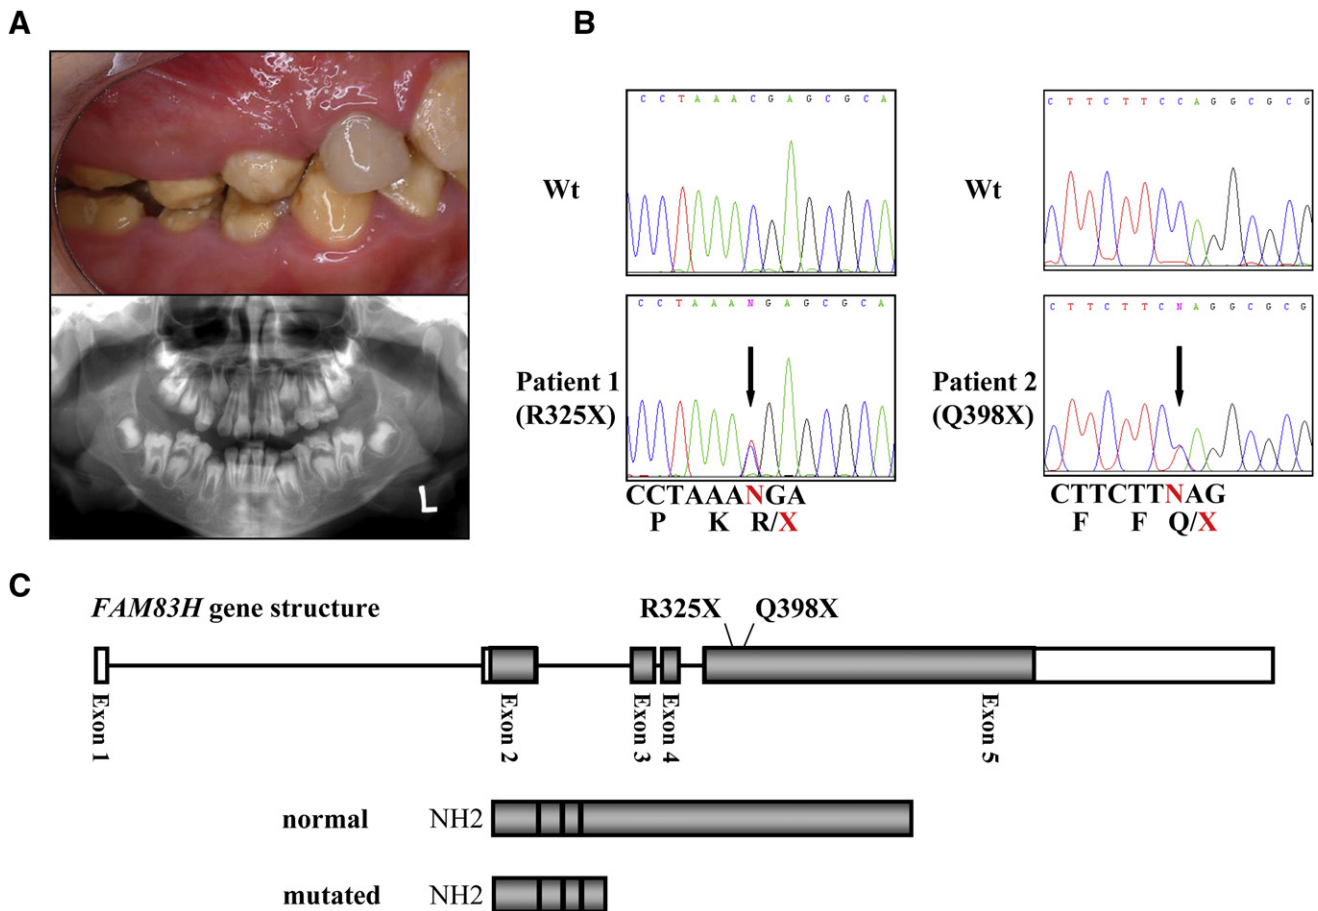 A
B
C C T A A A C G A G C G C A
Wt
C T T C T T C C A G G C G C G
Wt
C C T A A A N G A G C G C A
Patient 1
(R325X)
CCTAAANGA
P K R/X
C T T C T T C N A G G C G C G
Patient 2
(Q398X)
CTTCTTNAG
F F Q/X
L
C
FAM83H gene structure
R325X Q398X
Exon 1
Exon 2
Exon 3
Exon 4
Exon 5
normal NH2
mutated NH2